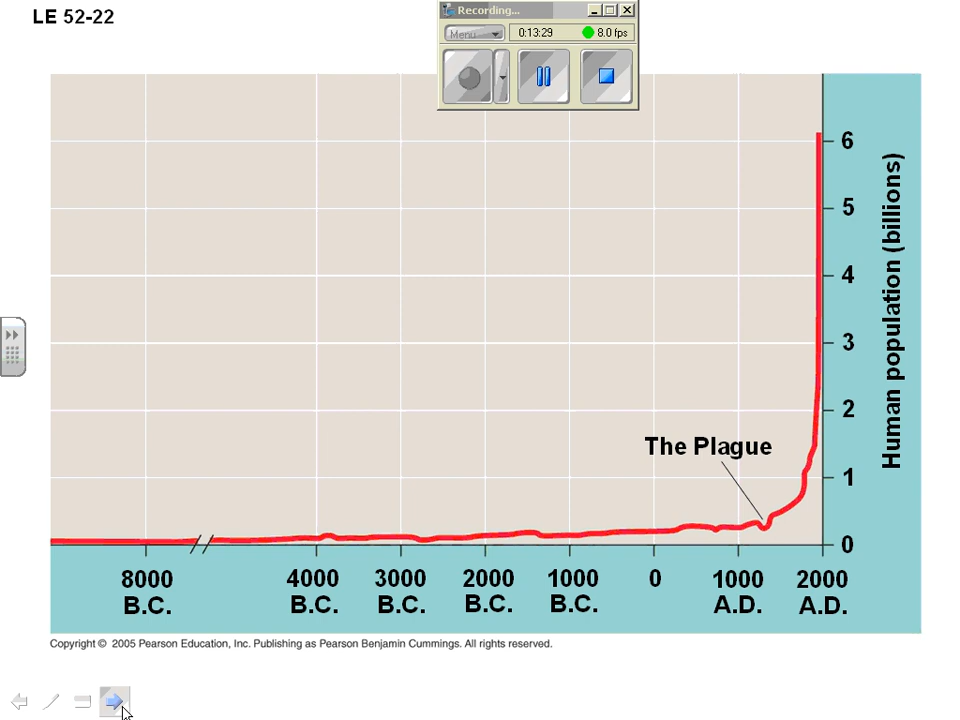 LE 52-22
Recording...
Menu
0:13:29
8.0 fps
6
5
4
3
2
1
0
Human population (billions)
The Plague
8000 B.C.
4000 B.C.
3000 B.C.
2000 B.C.
1000 B.C.
0
1000 A.D.
2000 A.D.
Copyright © 2005 Pearson Education, Inc. Publishing as Pearson Benjamin Cummings. All rights reserved.